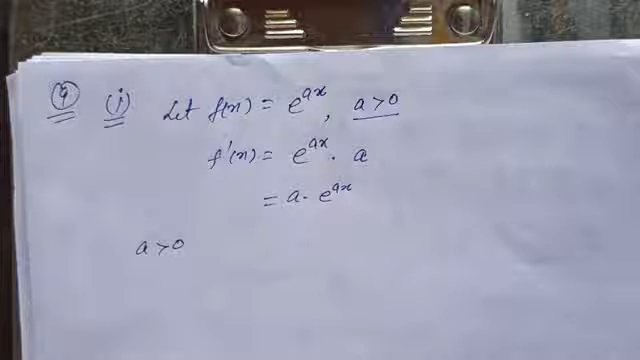 ④ (i) Let f(x) = e^{ax}, a>0
f'(x) = e^{ax} · a
= a · e^{ax}
a > 0